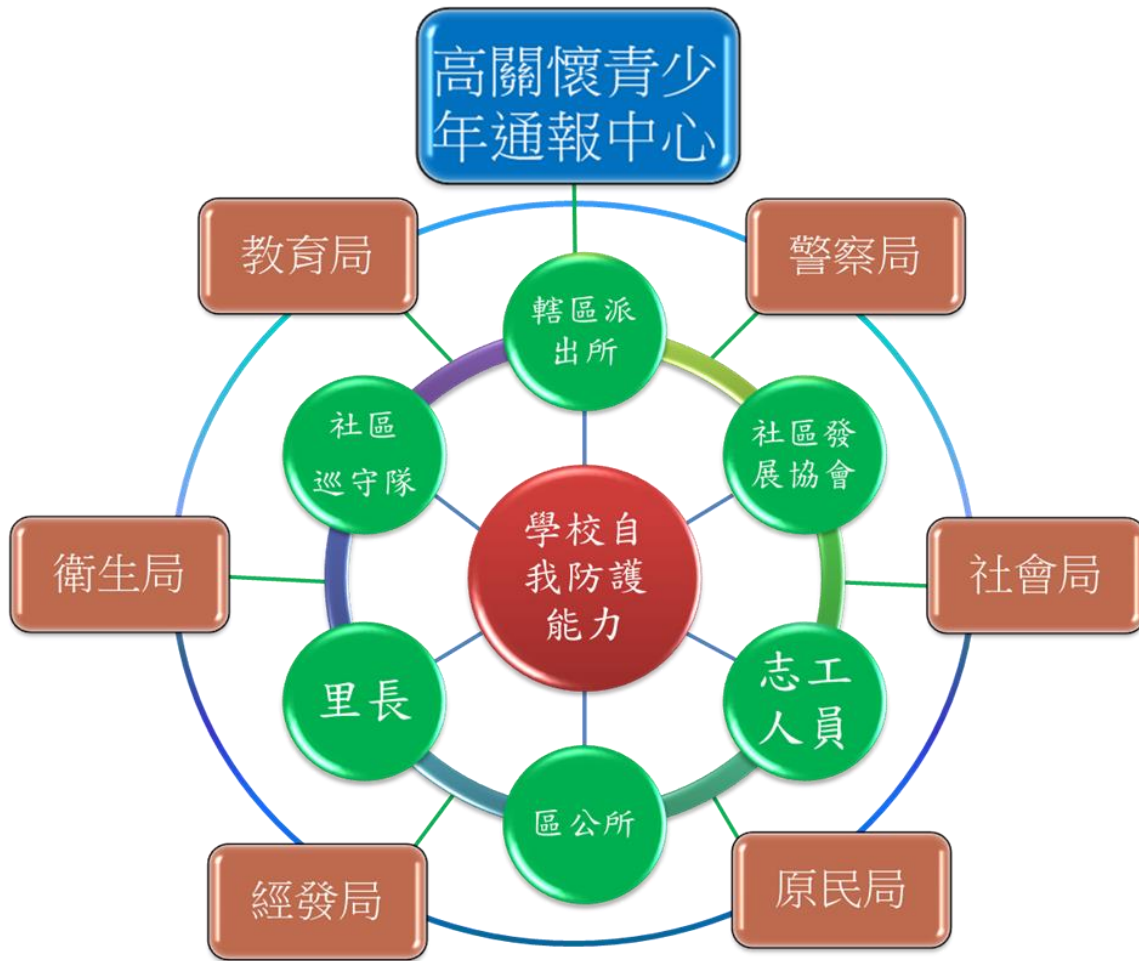 高關懷青少
年通報中心
教育局
警察局
轄區派
出所
社區
巡守隊
社區發
展協會
衛生局
學校自
我防護
能力
社會局
里長
志工
人員
區公所
經發局
原民局